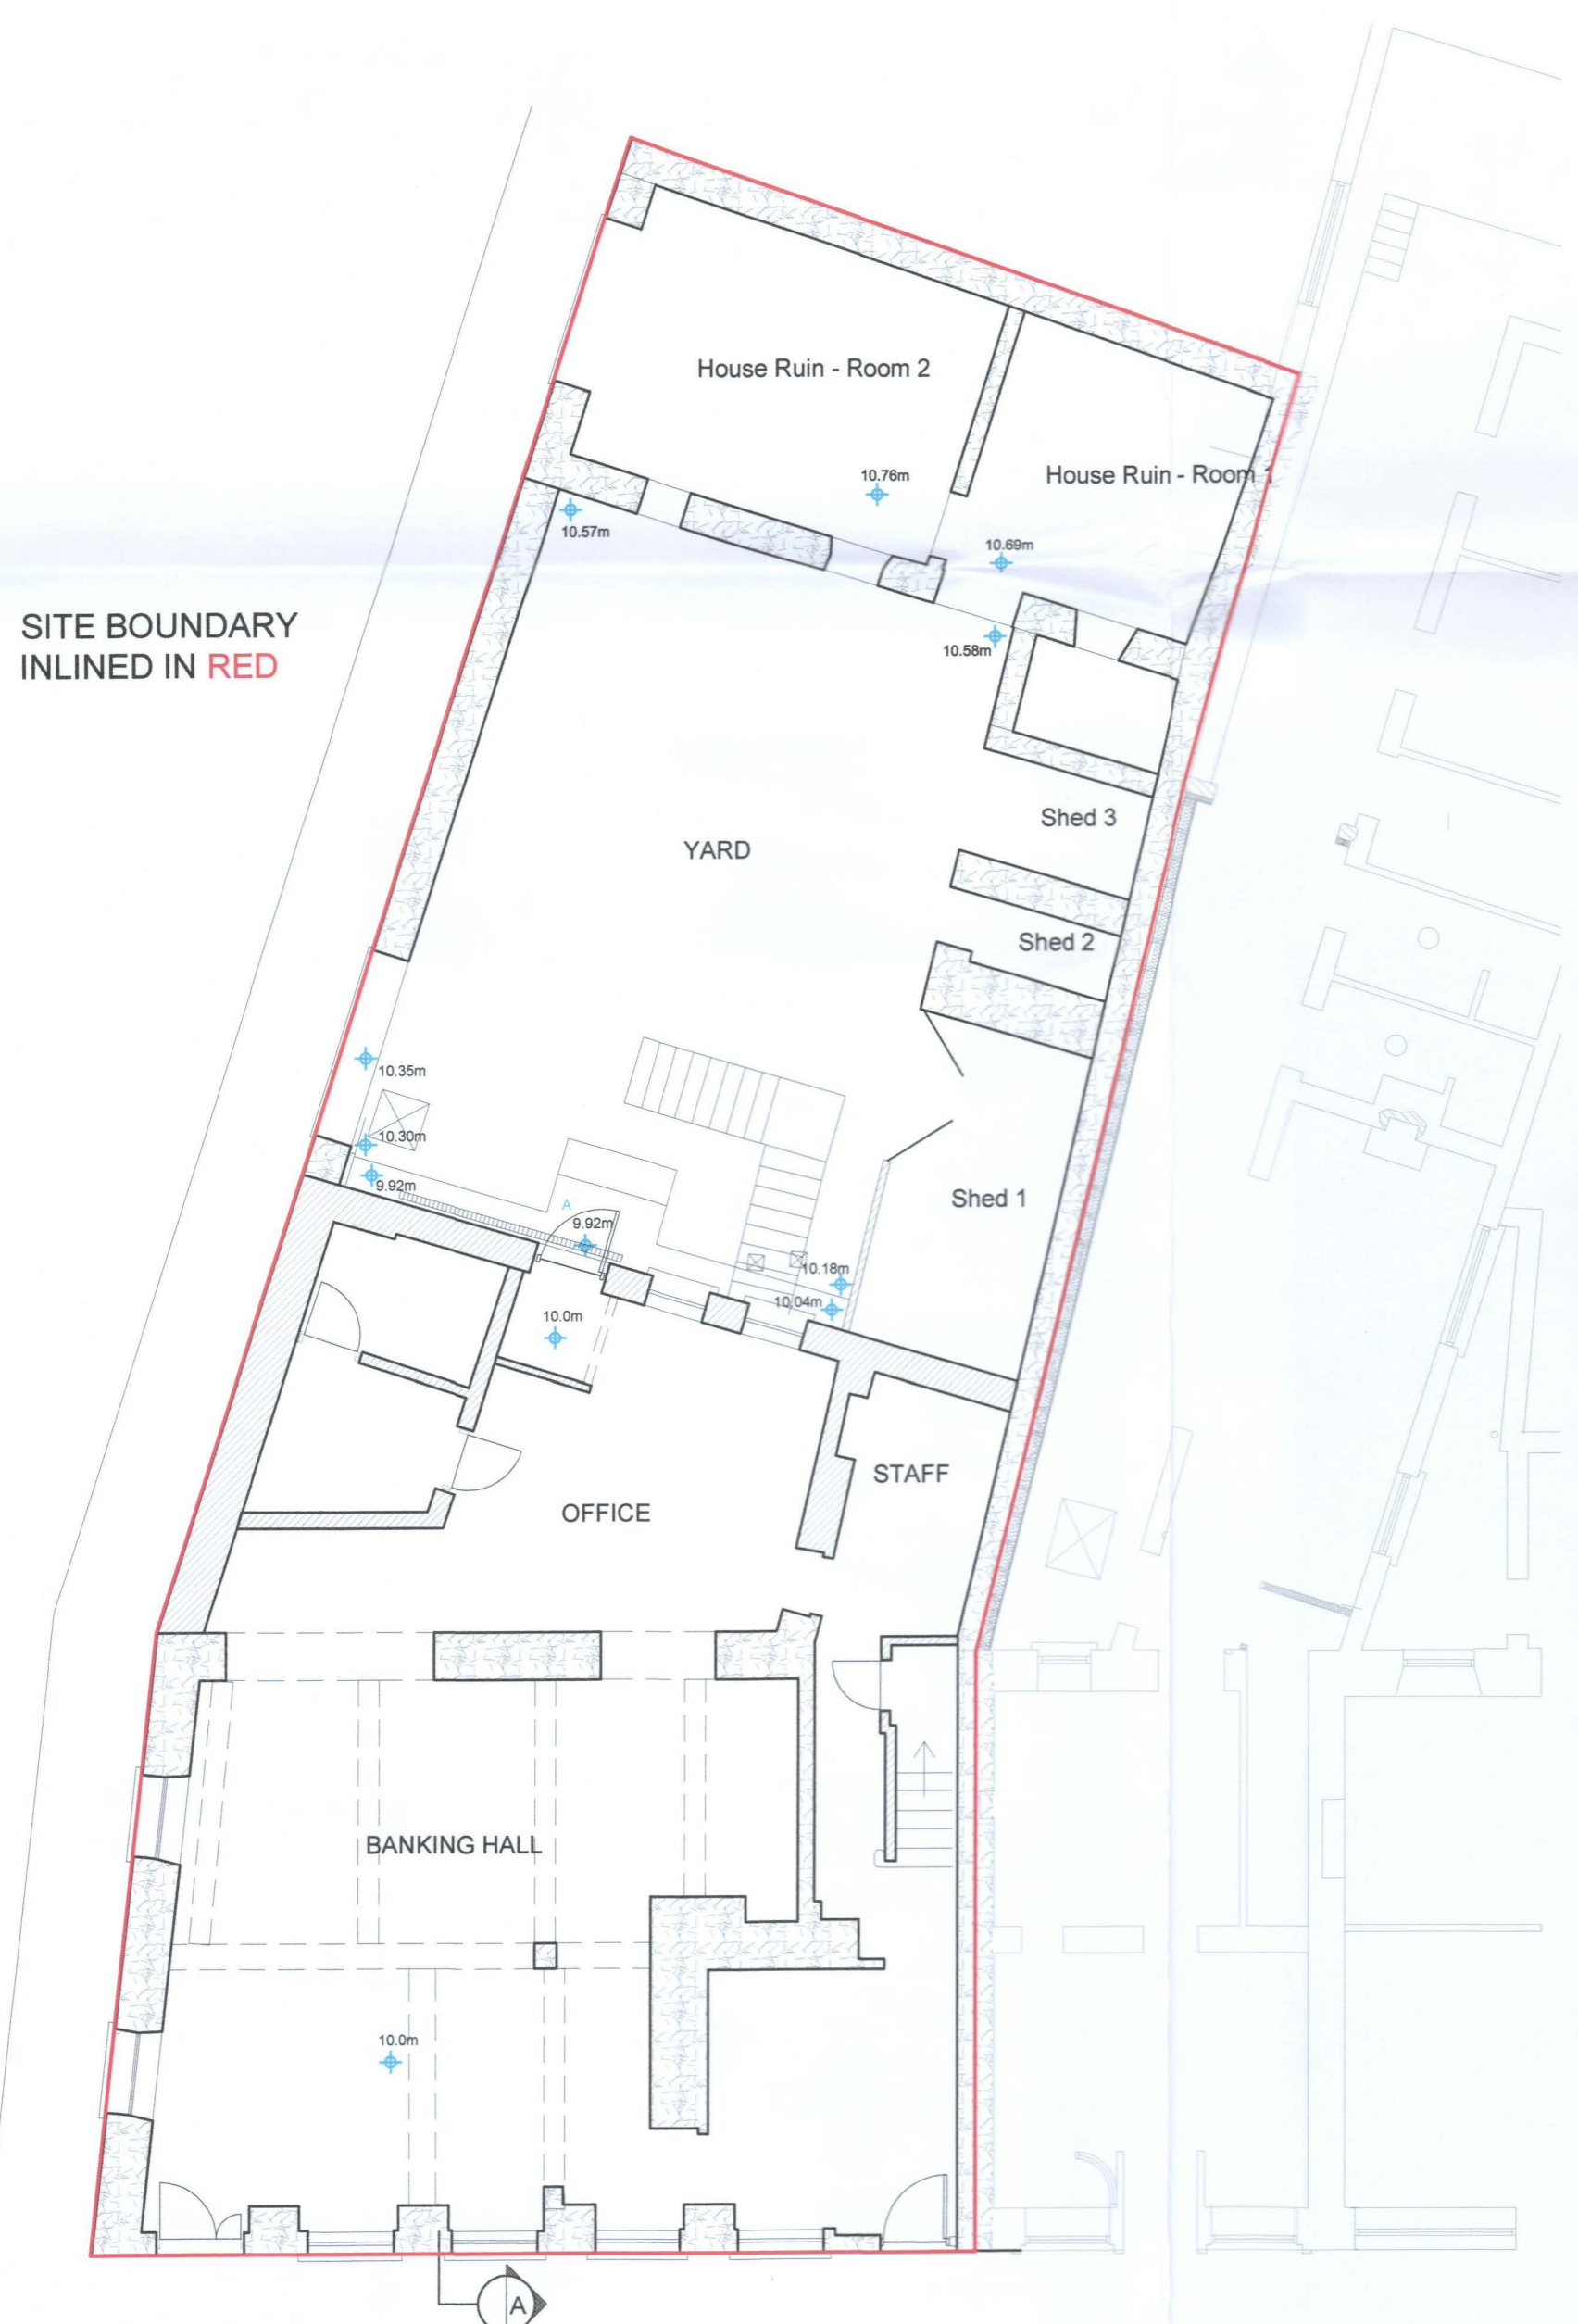 House Ruin - Room 2
House Ruin - Room 1
10.76m
10.57m
10.69m
10.58m
SITE BOUNDARY
INLINED IN RED
Shed 3
YARD
Shed 2
10.35m
10.30m
9.92m
Shed 1
A
9.92m
10.18m
10.04m
10.0m
STAFF
OFFICE
BANKING HALL
10.0m
A